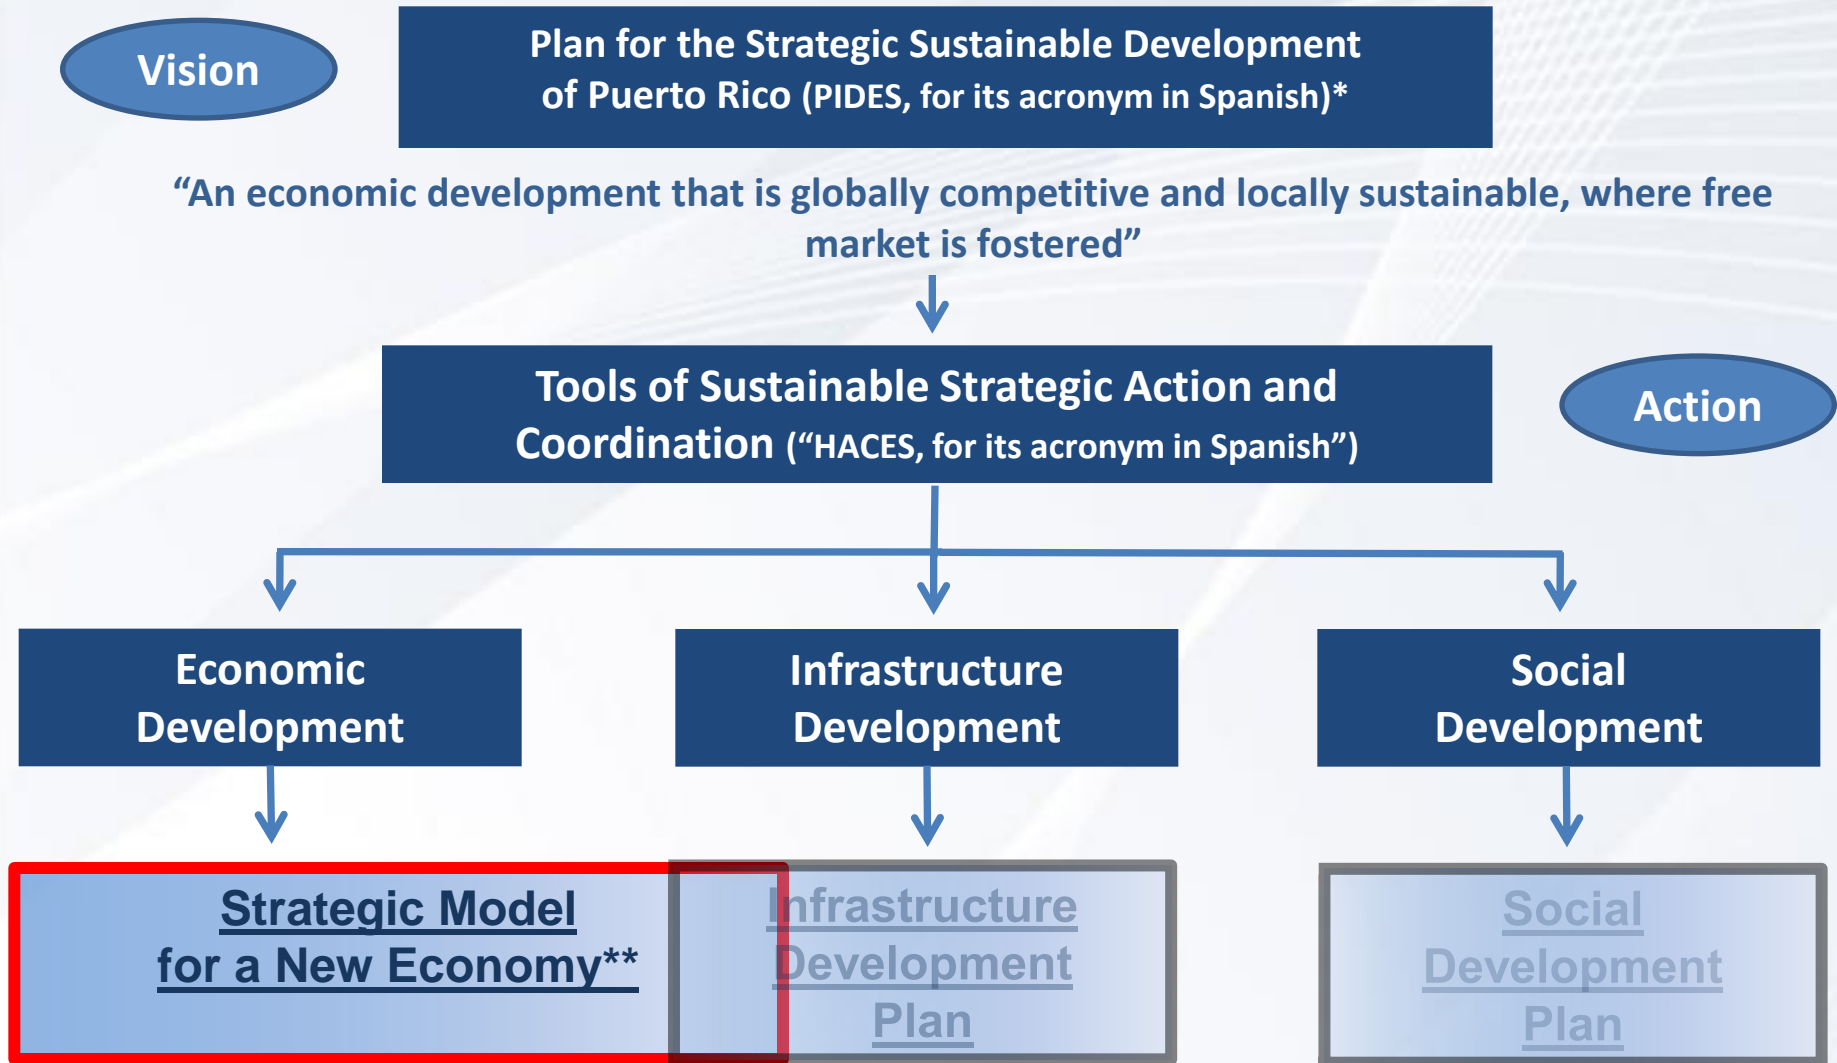 Vision
Plan for the Strategic Sustainable Development
of Puerto Rico (PIDES, for its acronym in Spanish)*
“An economic development that is globally competitive and locally sustainable, where free
market is fostered”
Tools of Sustainable Strategic Action and
Coordination (“HACES, for its acronym in Spanish”)
Action
Economic
Development
Infrastructure
Development
Social
Development
Strategic Model
for a New Economy**
Infrastructure
Development
Plan
Social
Development
Plan